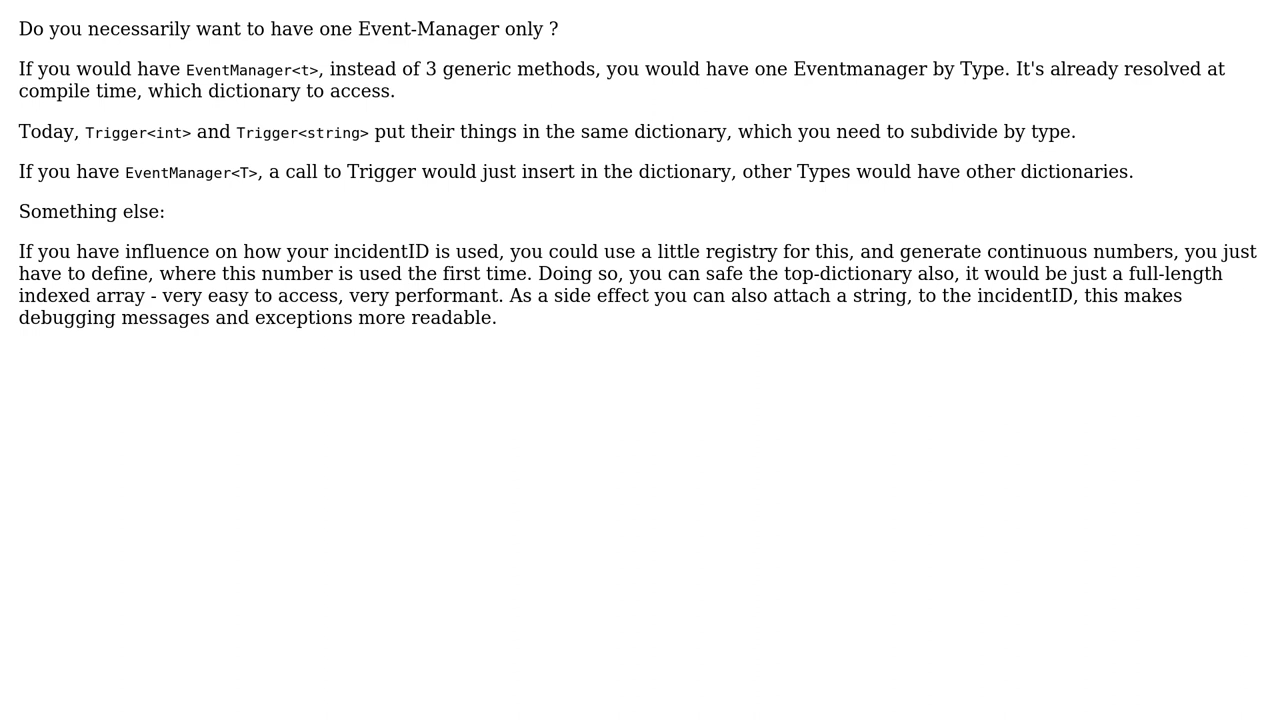 Do you necessarily want to have one Event-Manager only ?
If you would have EventManager<t>, instead of 3 generic methods, you would have one Eventmanager by Type. It's already resolved at
compile time, which dictionary to access.
Today, Trigger<int> and Trigger<string> put their things in the same dictionary, which you need to subdivide by type.
If you have EventManager<T>, a call to Trigger would just insert in the dictionary, other Types would have other dictionaries.
Something else:
If you have influence on how your incidentID is used, you could use a little registry for this, and generate continuous numbers, you just
have to define, where this number is used the first time. Doing so, you can safe the top-dictionary also, it would be just a full-length
indexed array - very easy to access, very performant. As a side effect you can also attach a string, to the incidentID, this makes
debugging messages and exceptions more readable.